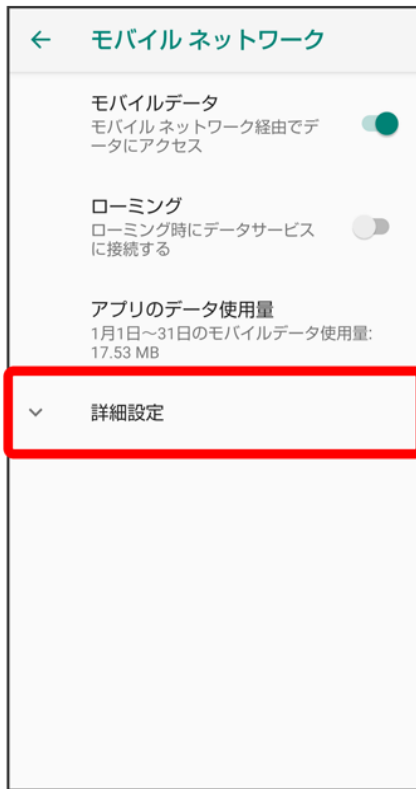 モバイル ネットワーク
モバイルデータ
モバイル ネットワーク経由でデ
ータにアクセス
ローミング
ローミング時にデータサービス
に接続する
アプリのデータ使用量
1月1日～31日のモバイルデータ使用量:
17.53 MB
詳細設定